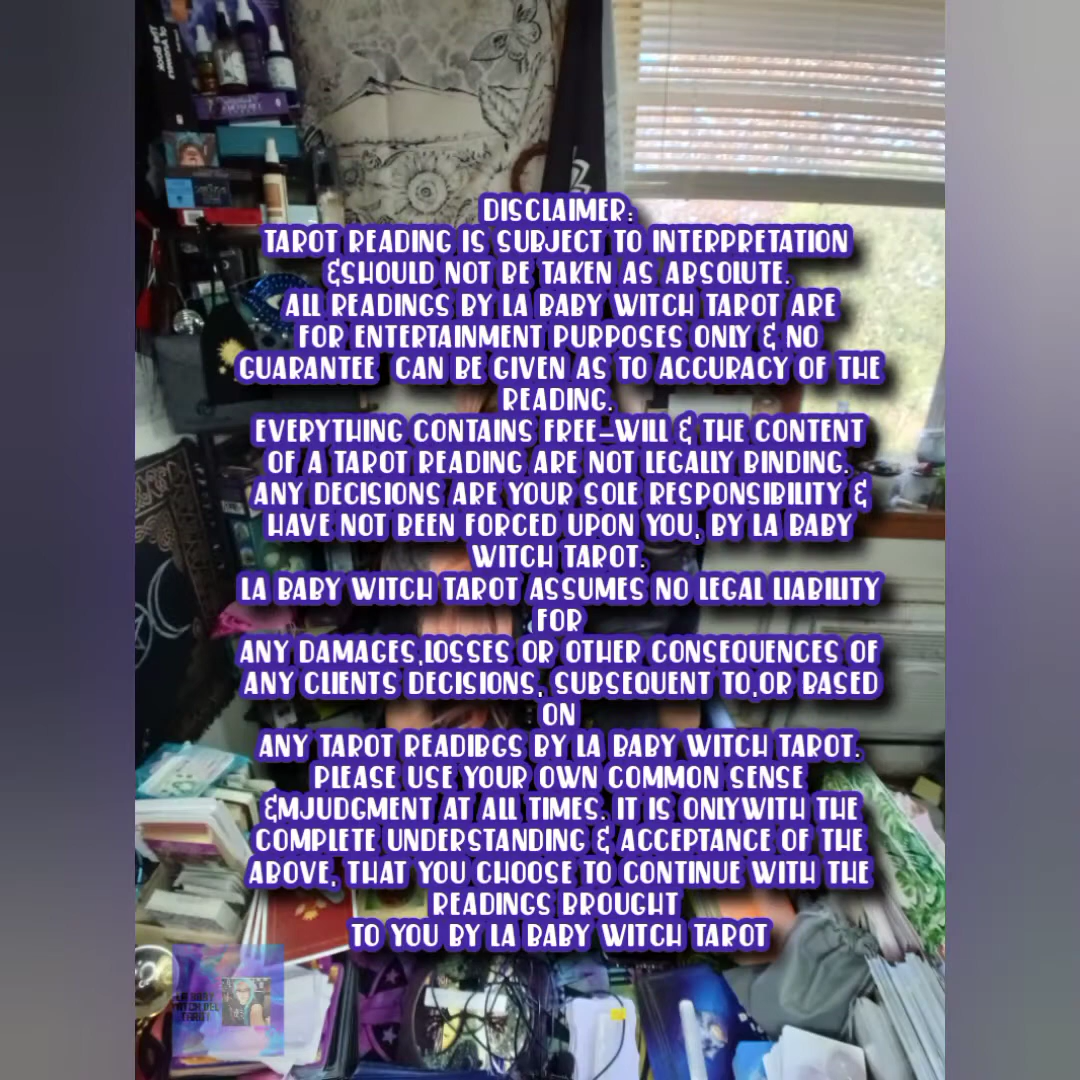 DISCLAIMER:
TAROT READING IS SUBJECT TO INTERPRETATION
&SHOULD NOT BE TAKEN AS ABSOLUTE.
ALL READINGS BY LA BABY WITCH TAROT ARE
FOR ENTERTAINMENT PURPOSES ONLY & NO
GUARANTEE CAN BE GIVEN AS TO ACCURACY OF THE
READING.
EVERYTHING CONTAINS FREE-WILL & THE CONTENT
OF A TAROT READING ARE NOT LEGALLY BINDING.
ANY DECISIONS ARE YOUR SOLE RESPONSIBILITY &
HAVE NOT BEEN FORCED UPON YOU, BY LA BABY
WITCH TAROT.
LA BABY WITCH TAROT ASSUMES NO LEGAL LIABILITY
FOR
ANY DAMAGES,LOSSES OR OTHER CONSEQUENCES OF
ANY CLIENTS DECISIONS, SUBSEQUENT TO,OR BASED
ON
ANY TAROT READIBGS BY LA BABY WITCH TAROT.
PLEASE USE YOUR OWN COMMON SENSE
&MJUDGMENT AT ALL TIMES. IT IS ONLYWITH THE
COMPLETE UNDERSTANDING & ACCEPTANCE OF THE
ABOVE, THAT YOU CHOOSE TO CONTINUE WITH THE
READINGS BROUGHT
TO YOU BY LA BABY WITCH TAROT
LA BABY
WITCH DEL
TAROT